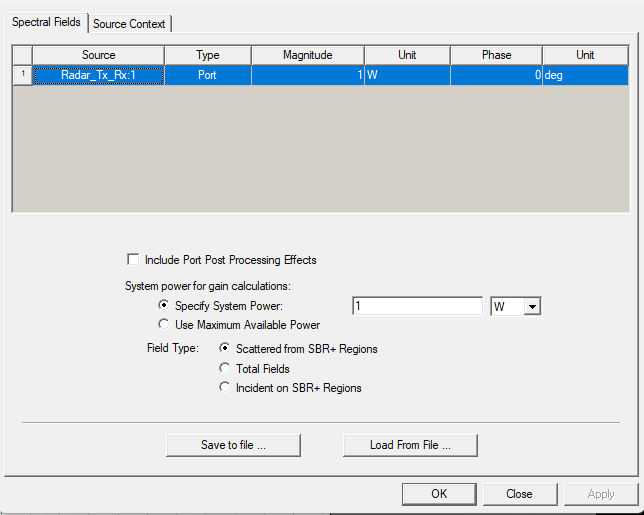 Spectral Fields Source Context
Source Type Magnitude Unit Phase Unit
1 Radar_Tx_Rx:1 Port 1 W 0 deg
Include Port Post Processing Effects
System power for gain calculations:
Specify System Power: 1 W
Use Maximum Available Power
Field Type: Scattered from SBR+ Regions
Total Fields
Incident on SBR+ Regions
Save to file ... Load From File ...
OK Close Apply